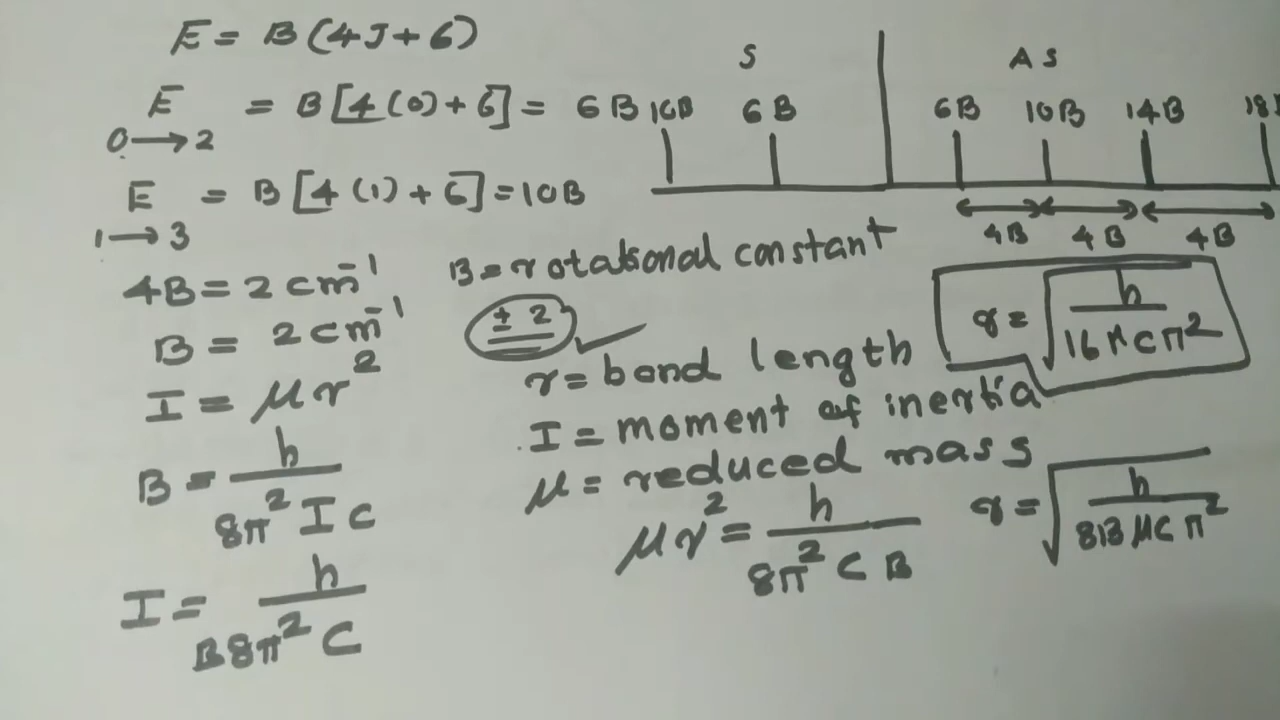 E = B(4J+6)
E 0→2 = B[4(0)+6] = 6B
E 1→3 = B[4(1)+6] = 10B
4B = 2 cm⁻¹
B = 2 cm⁻¹
I = μr²
B = h / 8π²IC
I = h / B8π²C
S AS
10B 6B 6B 10B 14B 18B
4B 4B 4B
B = rotational constant
± 2
r = bond length
I = moment of inertia
μ = reduced mass
μr² = h / 8π²CB
r = √(h / 16μCπ²)
r = √(h / 8BμCπ²)